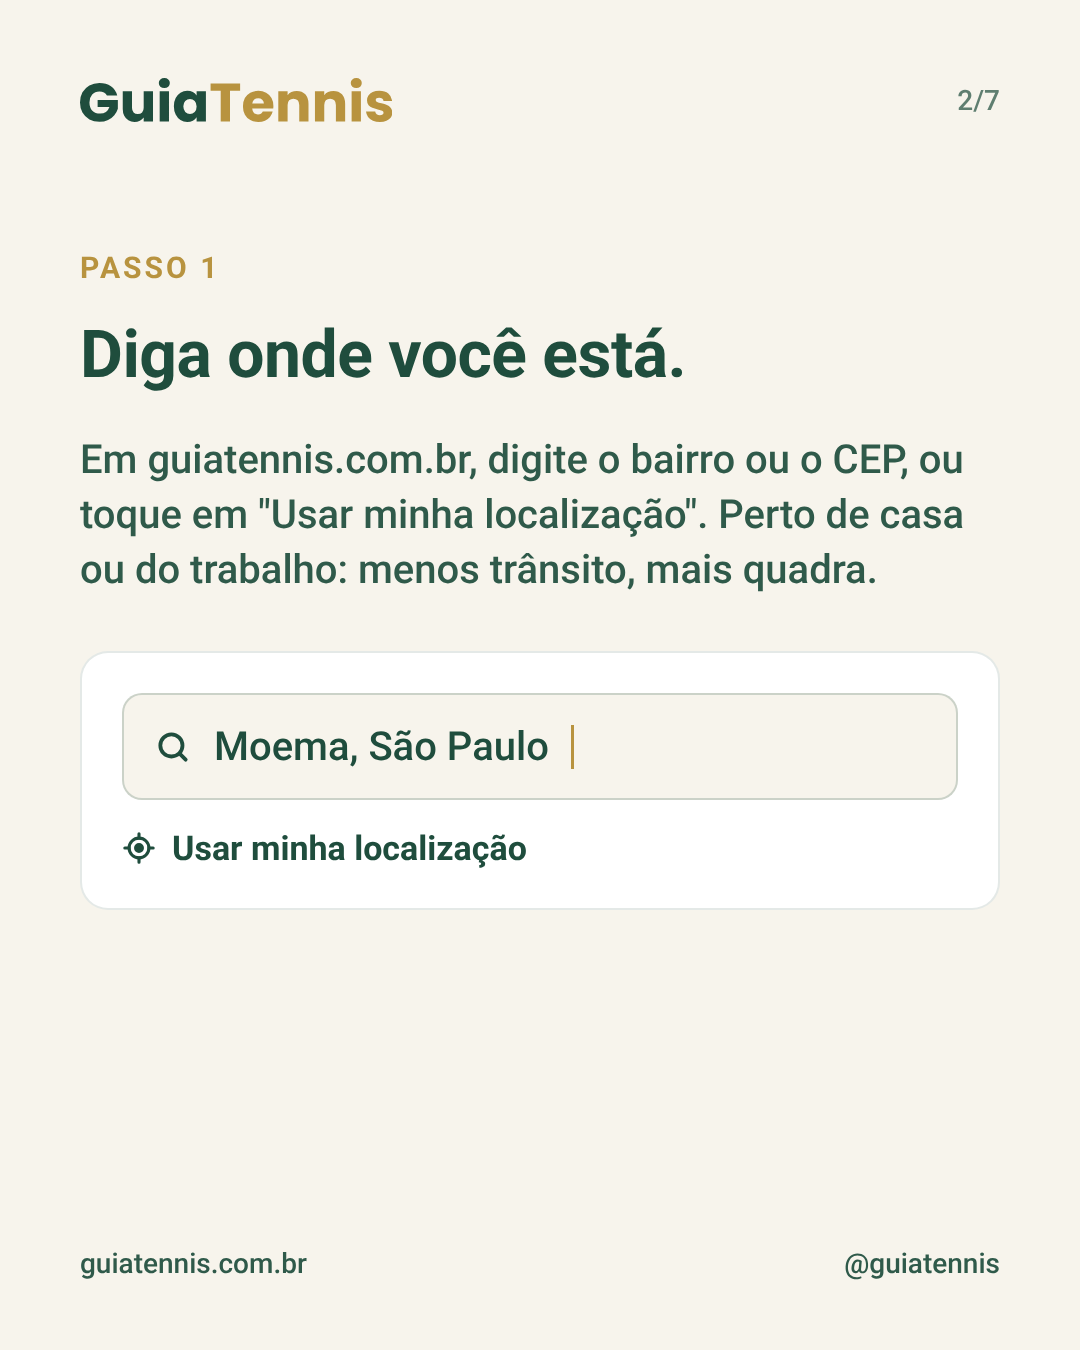 GuiaTennis
2/7
PASSO 1
Diga onde você está.
Em guiatennis.com.br, digite o bairro ou o CEP, ou
toque em "Usar minha localização". Perto de casa
ou do trabalho: menos trânsito, mais quadra.
Moema, São Paulo
Usar minha localização
guiatennis.com.br
@guiatennis